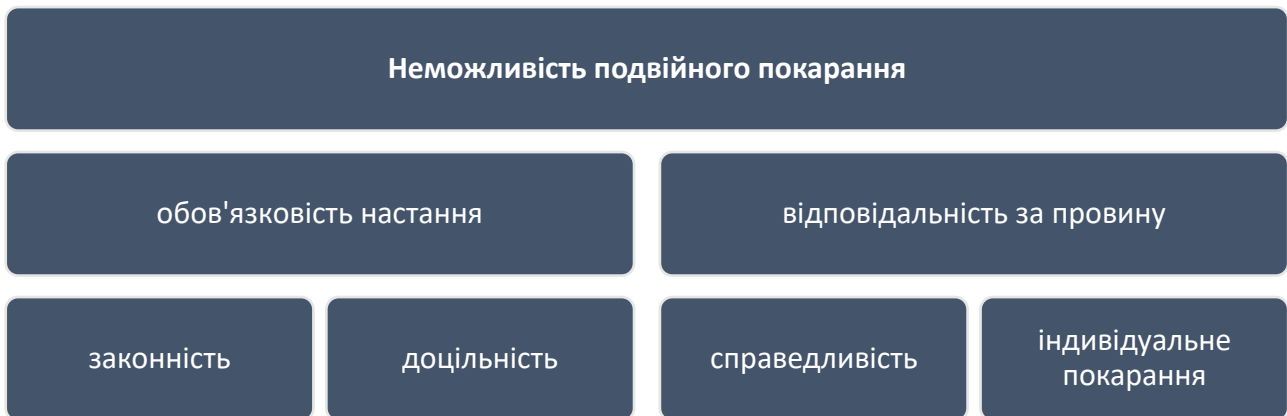 Неможливість подвійного покарання
обов'язковість настання
відповідальність за провину
законність
доцільність
справедливість
індивідуальне
покарання